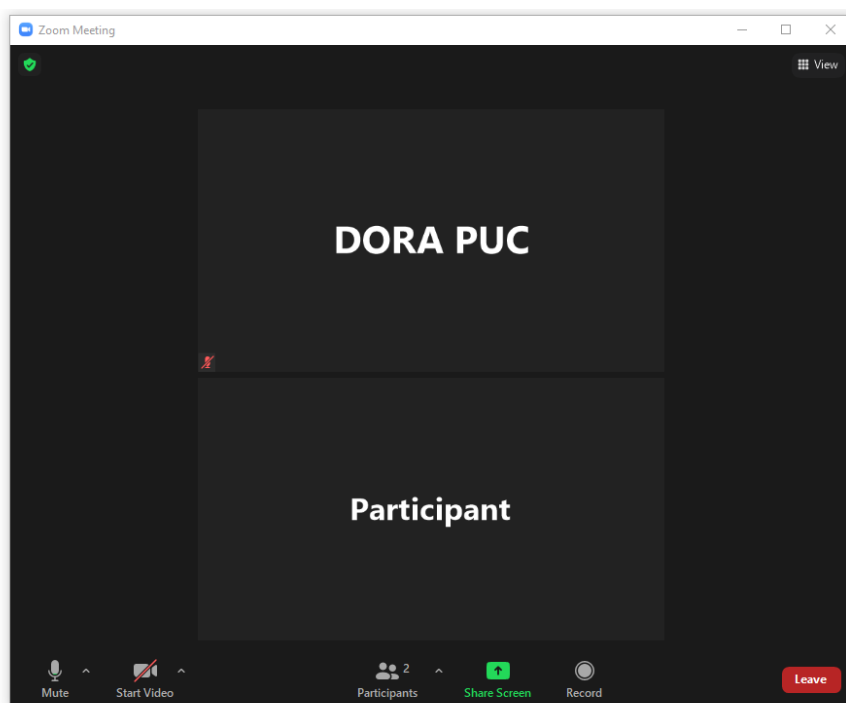 Zoom Meeting
View
DORA PUC
Participant
2
Mute
Start Video
Participants
Share Screen
Record
Leave